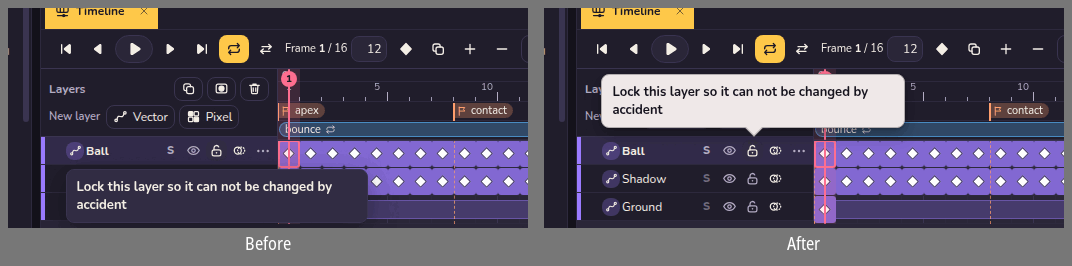 Timeline
Frame 1 / 16
12
Layers
1
5
10
New layer
Vector
Pixel
apex
contact
bounce
Ball
S
Lock this layer so it can not be changed by
accident
Before
Timeline
Frame 1 / 16
12
Lock this layer so it can not be changed by
accident
10
contact
bounce
Ball
S
Shadow
S
Ground
S
After